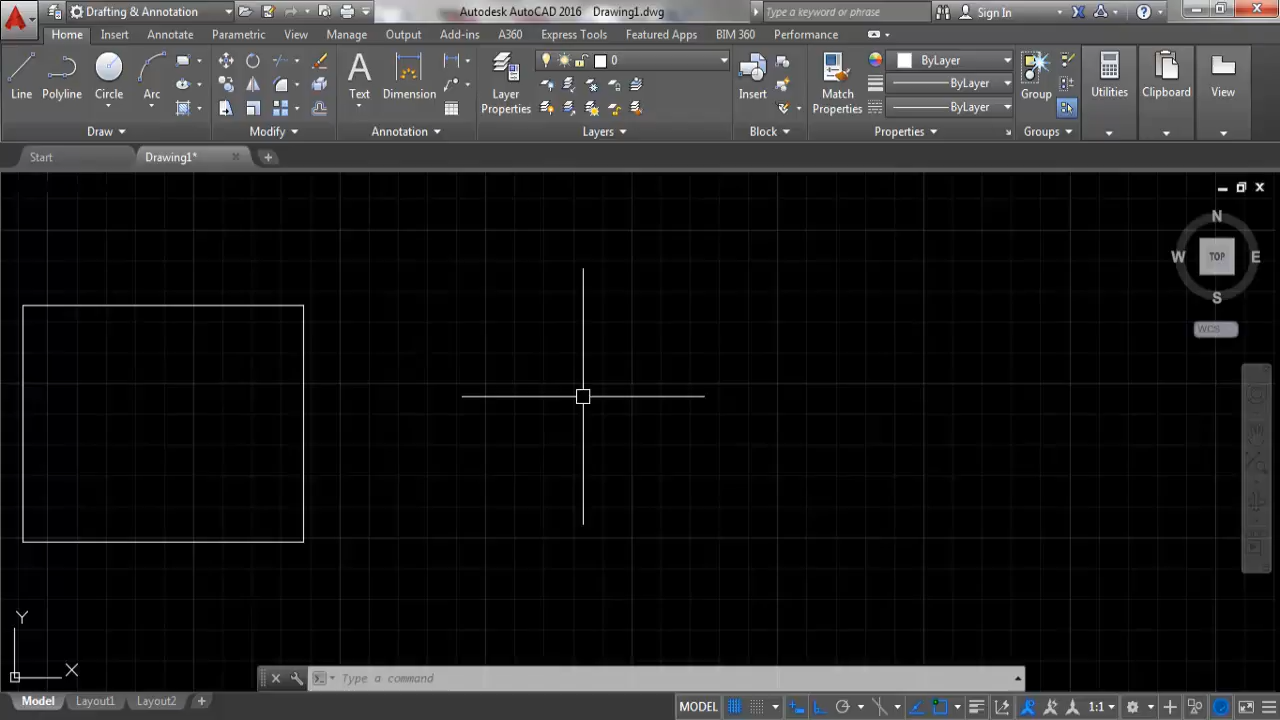 Drafting & Annotation
Autodesk AutoCAD 2016 Drawing1.dwg
Type a keyword or phrase
Sign In
Home Insert Annotate Parametric View Manage Output Add-ins A360 Express Tools Featured Apps BIM 360 Performance
Line
Polyline
Circle
Arc
Draw
Modify
Text
Dimension
Annotation
Layer
Properties
0
Layers
Insert
Block
Match
Properties
ByLayer
ByLayer
ByLayer
Properties
Group
Groups
Utilities
Clipboard
View
Start
Drawing1*
N
W
TOP
E
S
WCS
Y
X
Type a command
Model Layout1 Layout2
MODEL
1:1